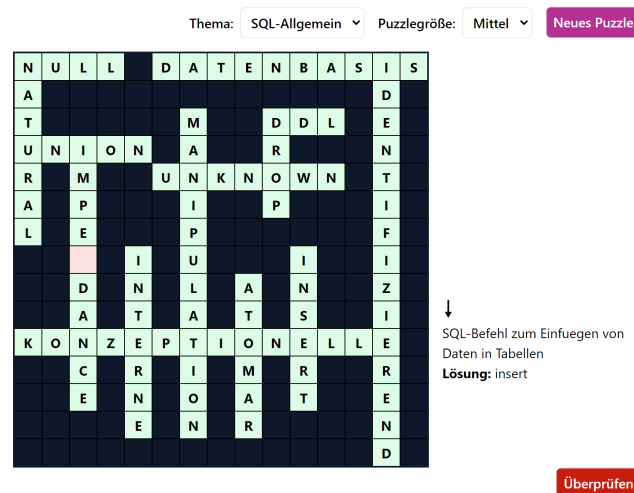 Thema: SQL-Allgemein Puzzlegröße: Mittel Neues Puzzle
N U L L D A T E N B A S I S
A D
T M D D L E
U N I O N A R N
R M U N K N O W N T
A P I P I
L E P F
I U I I
D N L A N Z
A T A T S I
K O N Z E P T I O N E L L E
C R I M R R
E N O A T E
E N R N
D
↓
SQL-Befehl zum Einfuegen von
Daten in Tabellen
Lösung: insert
Überprüfen